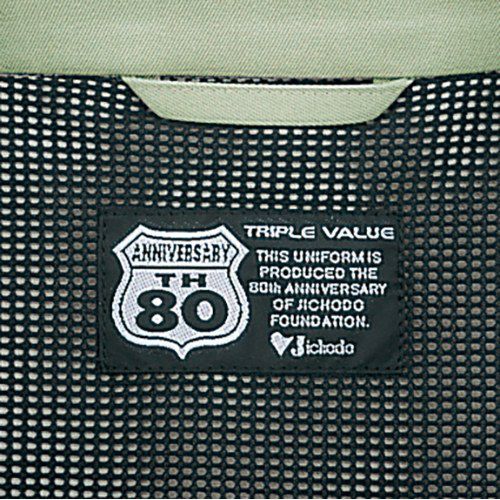 ANNIVERSARY
TH
80
TRIPLE VALUE
THIS UNIFORM IS
PRODUCED THE
80th ANNIVERSARY
OF JICHODO
FOUNDATION.
Jichodo